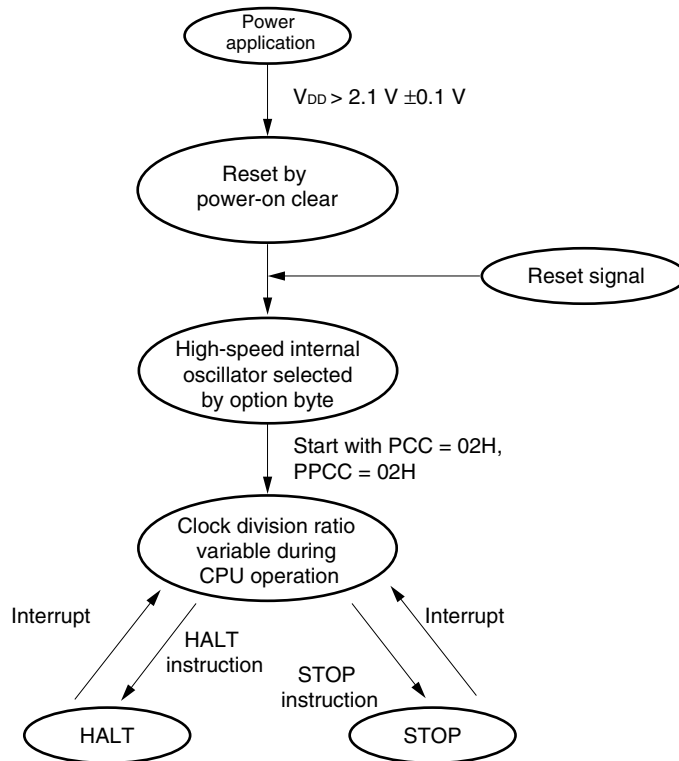 Power
application
VDD > 2.1 V ±0.1 V
Reset by
power-on clear
Reset signal
High-speed internal
oscillator selected
by option byte
Start with PCC = 02H,
PPCC = 02H
Clock division ratio
variable during
CPU operation
Interrupt
HALT
instruction
STOP
instruction
Interrupt
HALT
STOP